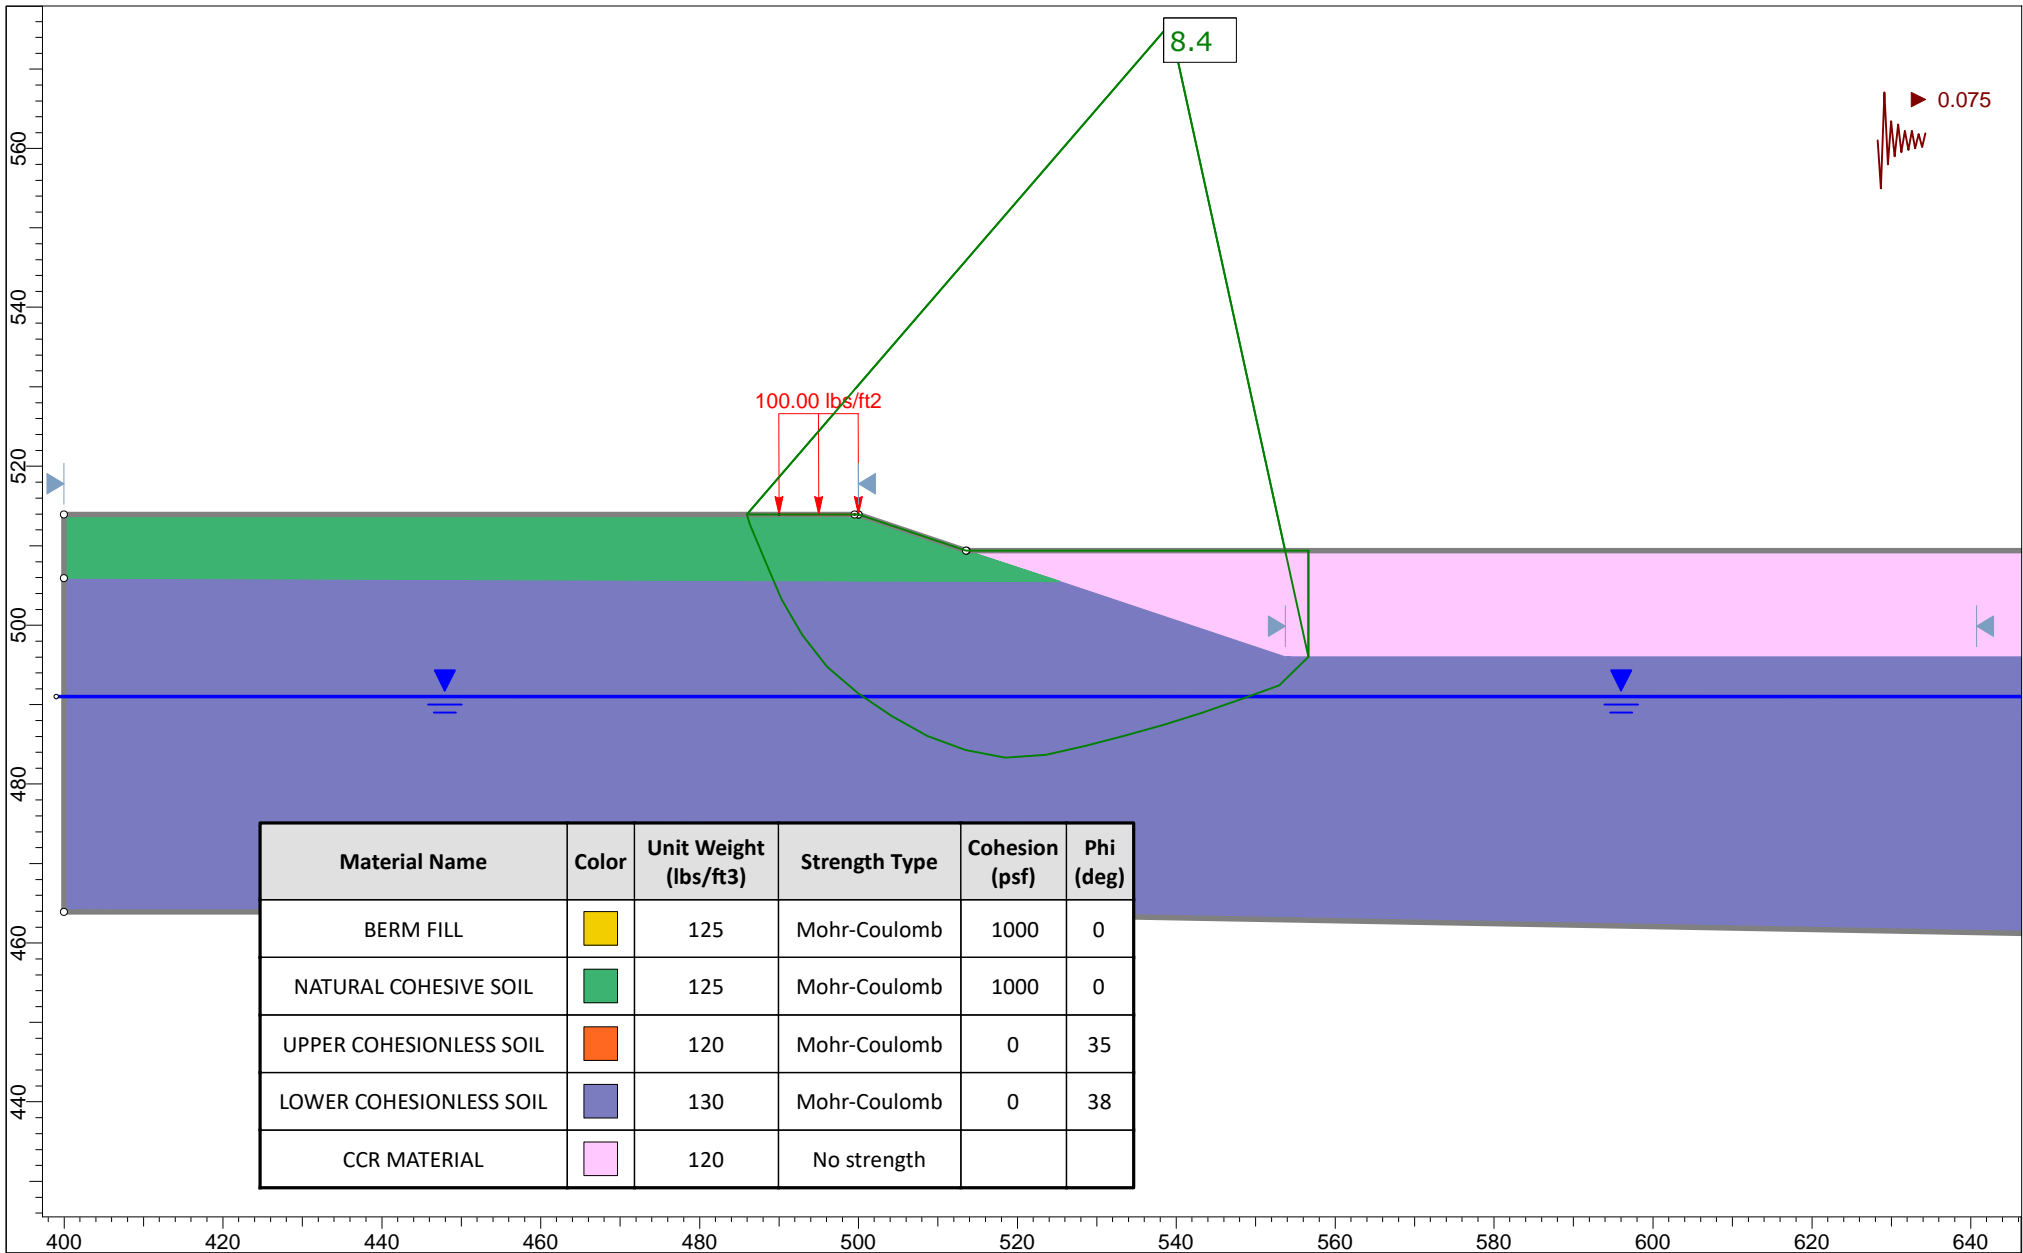 8.4
0.075
100.00 lbs/ft2
560
540
520
500
480
460
440
Material Name Color Unit Weight (lbs/ft3) Strength Type Cohesion (psf) Phi (deg)
BERM FILL 125 Mohr-Coulomb 1000 0
NATURAL COHESIVE SOIL 125 Mohr-Coulomb 1000 0
UPPER COHESIONLESS SOIL 120 Mohr-Coulomb 0 35
LOWER COHESIONLESS SOIL 130 Mohr-Coulomb 0 38
CCR MATERIAL 120 No strength
400 420 440 460 480 500 520 540 560 580 600 620 640